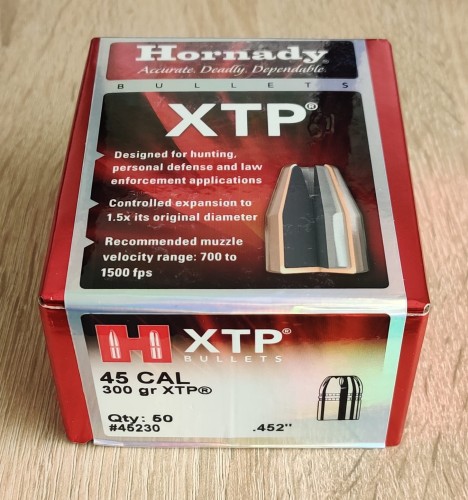 Hornady
Accurate. Deadly. Dependable.
BULLETS
XTP®
Designed for hunting,
personal defense and law
enforcement applications
Controlled expansion to
1.5x its original diameter
Recommended muzzle
velocity range: 700 to
1500 fps
H XTP®
BULLETS
45 CAL
300 gr XTP®
Qty: 50
#45230 .452"